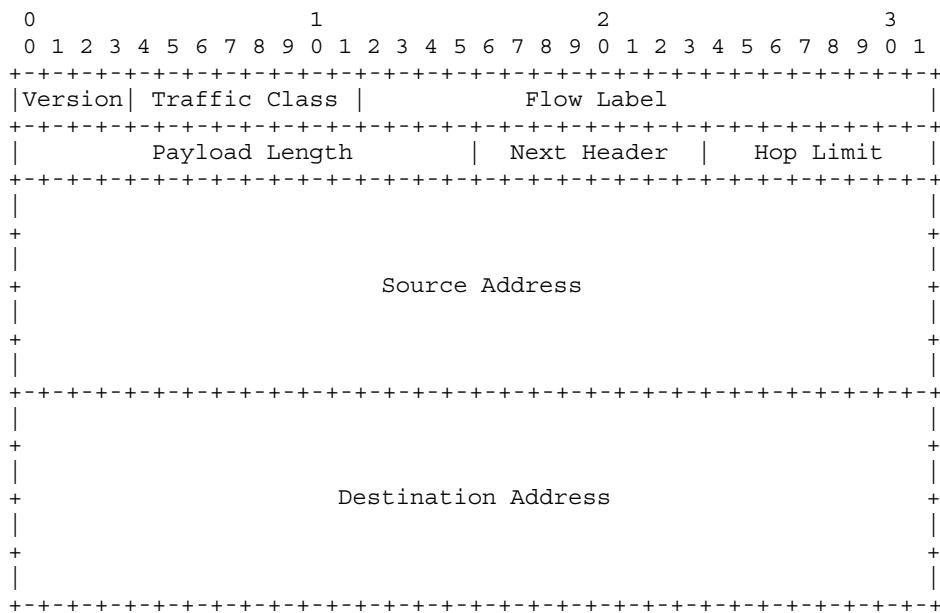 0                   1                   2                   3
0 1 2 3 4 5 6 7 8 9 0 1 2 3 4 5 6 7 8 9 0 1 2 3 4 5 6 7 8 9 0 1
+-+-+-+-+-+-+-+-+-+-+-+-+-+-+-+-+-+-+-+-+-+-+-+-+-+-+-+-+-+-+-+-+
|Version| Traffic Class |           Flow Label                  |
+-+-+-+-+-+-+-+-+-+-+-+-+-+-+-+-+-+-+-+-+-+-+-+-+-+-+-+-+-+-+-+-+
|         Payload Length        |  Next Header  |   Hop Limit   |
+-+-+-+-+-+-+-+-+-+-+-+-+-+-+-+-+-+-+-+-+-+-+-+-+-+-+-+-+-+-+-+-+
|                                                               |
+                                                               +
|                                                               |
+                         Source Address                        +
|                                                               |
+                                                               +
|                                                               |
+-+-+-+-+-+-+-+-+-+-+-+-+-+-+-+-+-+-+-+-+-+-+-+-+-+-+-+-+-+-+-+-+
|                                                               |
+                                                               +
|                                                               |
+                      Destination Address                      +
|                                                               |
+                                                               +
|                                                               |
+-+-+-+-+-+-+-+-+-+-+-+-+-+-+-+-+-+-+-+-+-+-+-+-+-+-+-+-+-+-+-+-+